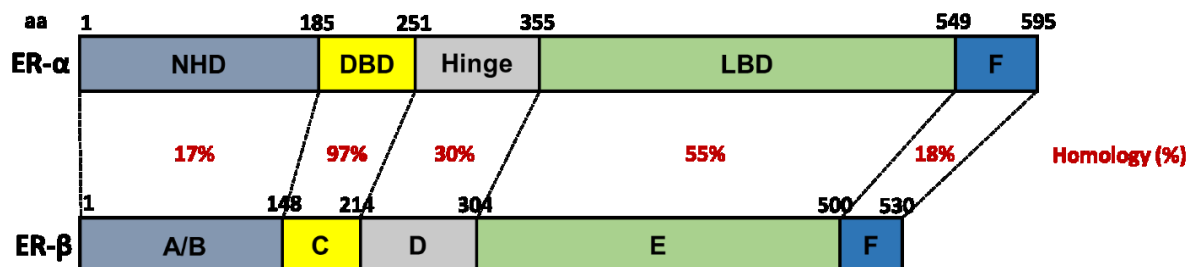 aa 1 185 251 355 549 595
ER-α NHD DBD Hinge LBD F
17% 97% 30% 55% 18% Homology (%)
1 148 214 304 500 530
ER-β A/B C D E F